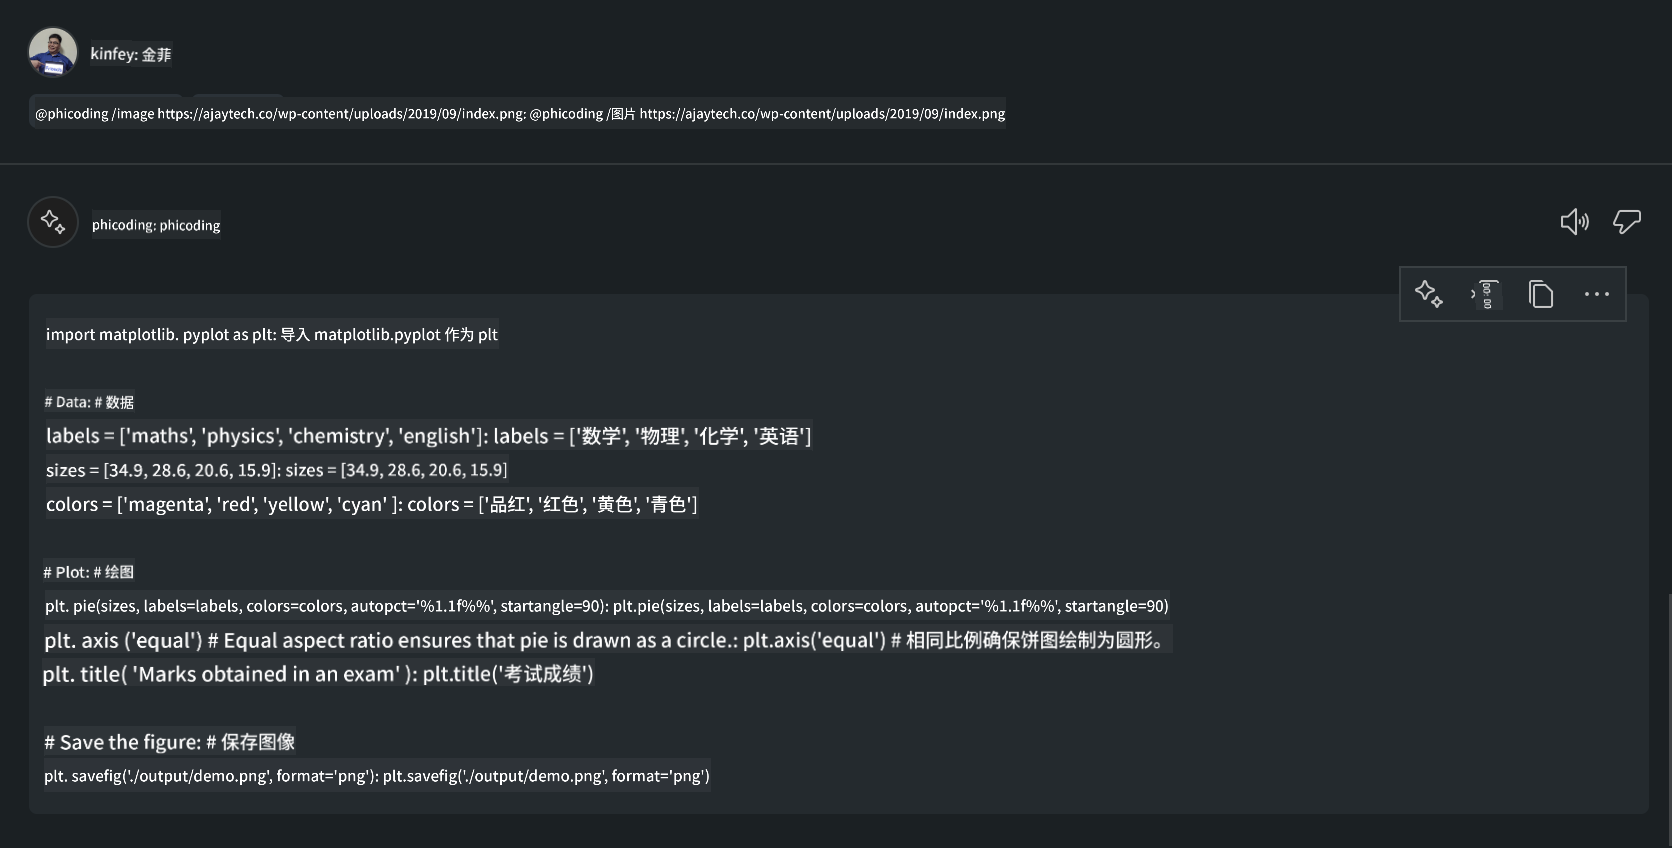 kinfey: 金菲
@phicoding /image https://ajaytech.co/wp-content/uploads/2019/09/index.png: @phicoding /图片 https://ajaytech.co/wp-content/uploads/2019/09/index.png
phicoding: phicoding
import matplotlib. pyplot as plt: 导入 matplotlib.pyplot 作为 plt
# Data: # 数据
labels = ['maths', 'physics', 'chemistry', 'english']: labels = ['数学', '物理', '化学', '英语']
sizes = [34.9, 28.6, 20.6, 15.9]: sizes = [34.9, 28.6, 20.6, 15.9]
colors = ['magenta', 'red', 'yellow', 'cyan' ]: colors = ['品红', '红色', '黄色', '青色']
# Plot: # 绘图
plt. pie(sizes, labels=labels, colors=colors, autopct='%1.1f%%', startangle=90): plt.pie(sizes, labels=labels, colors=colors, autopct='%1.1f%%', startangle=90)
plt. axis ('equal') # Equal aspect ratio ensures that pie is drawn as a circle.: plt.axis('equal') # 相同比例确保饼图绘制为圆形。
plt. title( 'Marks obtained in an exam' ): plt.title('考试成绩')
# Save the figure: # 保存图像
plt. savefig('./output/demo.png', format='png'): plt.savefig('./output/demo.png', format='png')